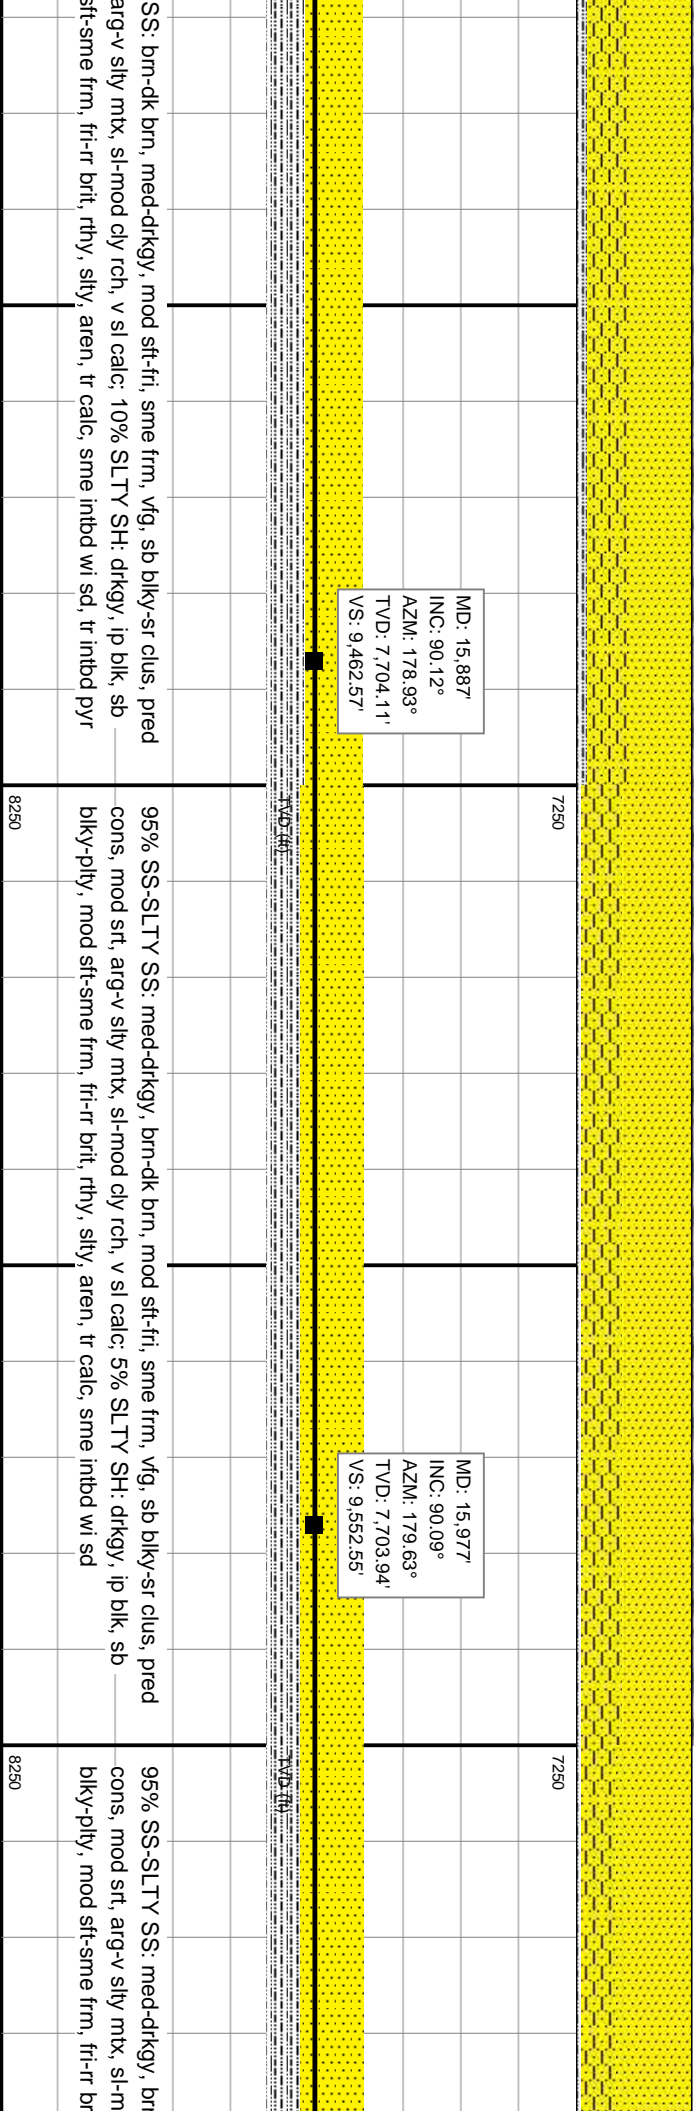 SS: brn-dk brn, med-drkgy, mod sft-fri, sme frm, vfg, sb blky-sr clus, pred
arg-v slty mtx, sl-mod cly rch, v sl calc; 10% SLTY SH: drkgy, ip blk, sb
sft-sme frm, fri-rr brit, rthy, slty, aren, tr calc, sme intbd wi sd, tr intbd pyr
MD: 15,887'
INC: 90.12°
AZM: 178.93°
TVD: 7,704.11'
VS: 9,462.57'
7250
TVD (ft)
8250
95% SS-SLTY SS: med-drkgy, brn-dk brn, mod sft-fri, sme frm, vfg, sb blky-sr clus, pred
cons, mod srt, arg-v slty mtx, sl-mod cly rch, v sl calc; 5% SLTY SH: drkgy, ip blk, sb
blky-plty, mod sft-sme frm, fri-rr brit, rthy, slty, aren, tr calc, sme intbd wi sd
MD: 15,977'
INC: 90.09°
AZM: 179.63°
TVD: 7,703.94'
VS: 9,552.55'
7250
TVD (ft)
8250
95% SS-SLTY SS: med-drkgy, brn
cons, mod srt, arg-v slty mtx, sl-m
blky-plty, mod sft-sme frm, fri-rr br